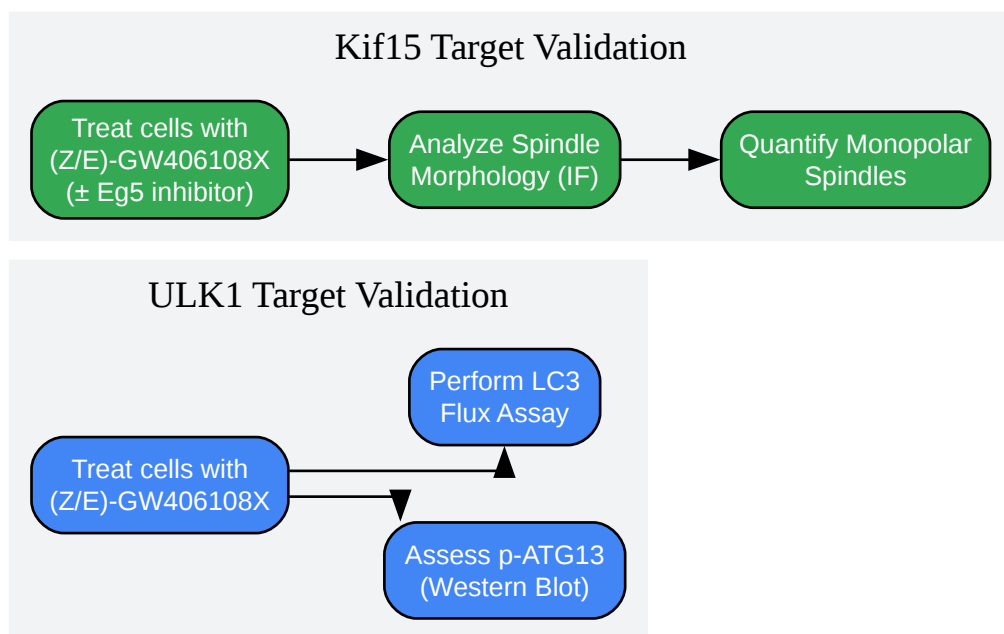 Kif15 Target Validation
Treat cells with
(Z/E)-GW406108X
(± Eg5 inhibitor)
Analyze Spindle
Morphology (IF)
Quantify Monopolar
Spindles
ULK1 Target Validation
Perform LC3
Flux Assay
Treat cells with
(Z/E)-GW406108X
Assess p-ATG13
(Western Blot)